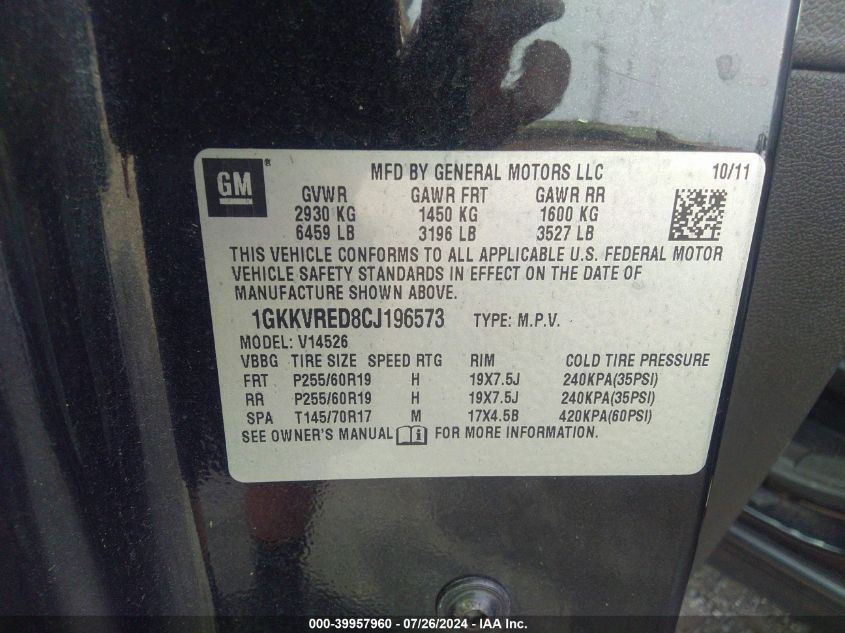 GM ® MFD BY GENERAL MOTORS LLC 10/11
GVWR GAWR FRT GAWR RR
2930 KG 1450 KG 1600 KG
6459 LB 3196 LB 3527 LB
THIS VEHICLE CONFORMS TO ALL APPLICABLE U.S. FEDERAL MOTOR
VEHICLE SAFETY STANDARDS IN EFFECT ON THE DATE OF
MANUFACTURE SHOWN ABOVE.
1GKKVRED8CJ196573 TYPE: M.P.V.
MODEL: V14526
VBBG TIRE SIZE SPEED RTG RIM COLD TIRE PRESSURE
FRT P255/60R19 H 19X7.5J 240KPA(35PSI)
RR P255/60R19 H 19X7.5J 240KPA(35PSI)
SPA T145/70R17 M 17X4.5B 420KPA(60PSI)
SEE OWNER'S MANUAL i FOR MORE INFORMATION.
000-39957960 - 07/26/2024 - IAA Inc.